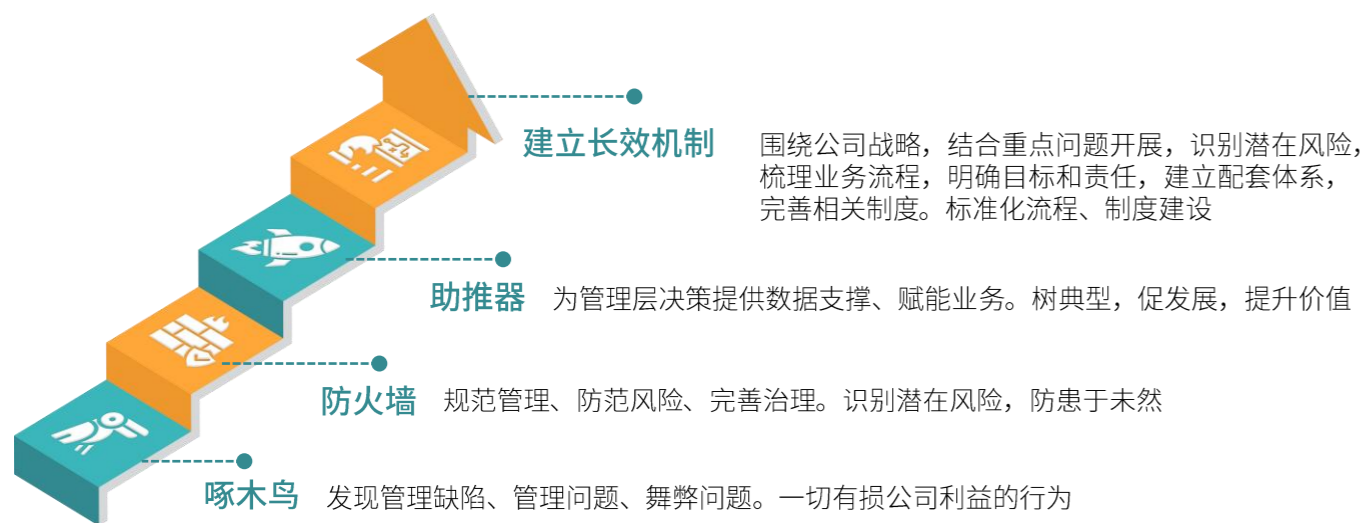 建立长效机制
围绕公司战略，结合重点问题开展，识别潜在风险，
梳理业务流程，明确目标和责任，建立配套体系，
完善相关制度。标准化流程、制度建设
助推器
为管理层决策提供数据支撑、赋能业务。树典型，促发展，提升价值
防火墙
规范管理、防范风险、完善治理。识别潜在风险，防患于未然
啄木鸟
发现管理缺陷、管理问题、舞弊问题。一切有损公司利益的行为